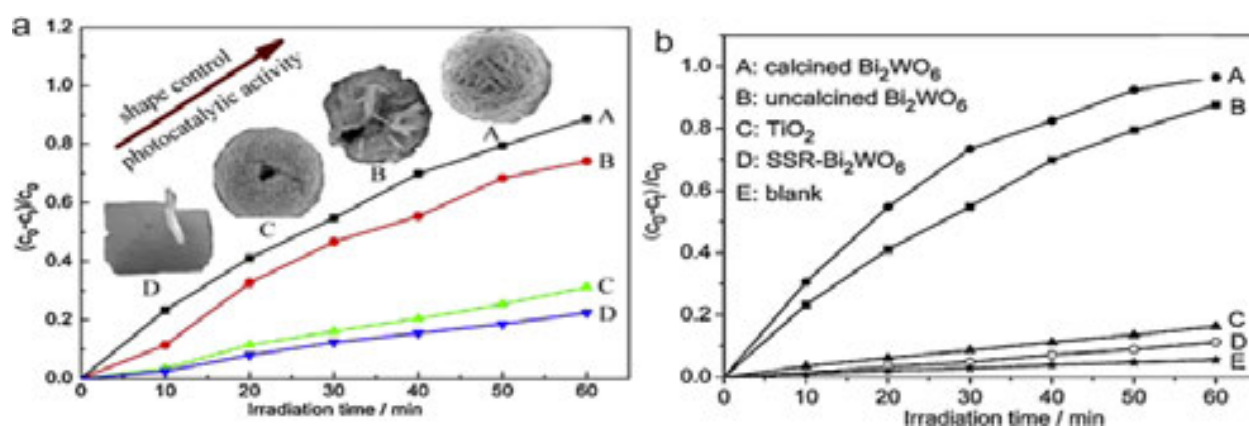 a
1.2
1.0
0.8
0.6
0.4
0.2
0.0
(c0-ct)/c0
shape control
photocatalytic activity
A
B
C
D
A
B
C
D
0 10 20 30 40 50 60
Irradiation time / min
b
1.0
0.8
0.6
0.4
0.2
0.0
(c0-ct)/c0
A: calcined Bi2WO6
B: uncalcined Bi2WO6
C: TiO2
D: SSR-Bi2WO6
E: blank
A
B
C
D
E
0 10 20 30 40 50 60
Irradiation time / min